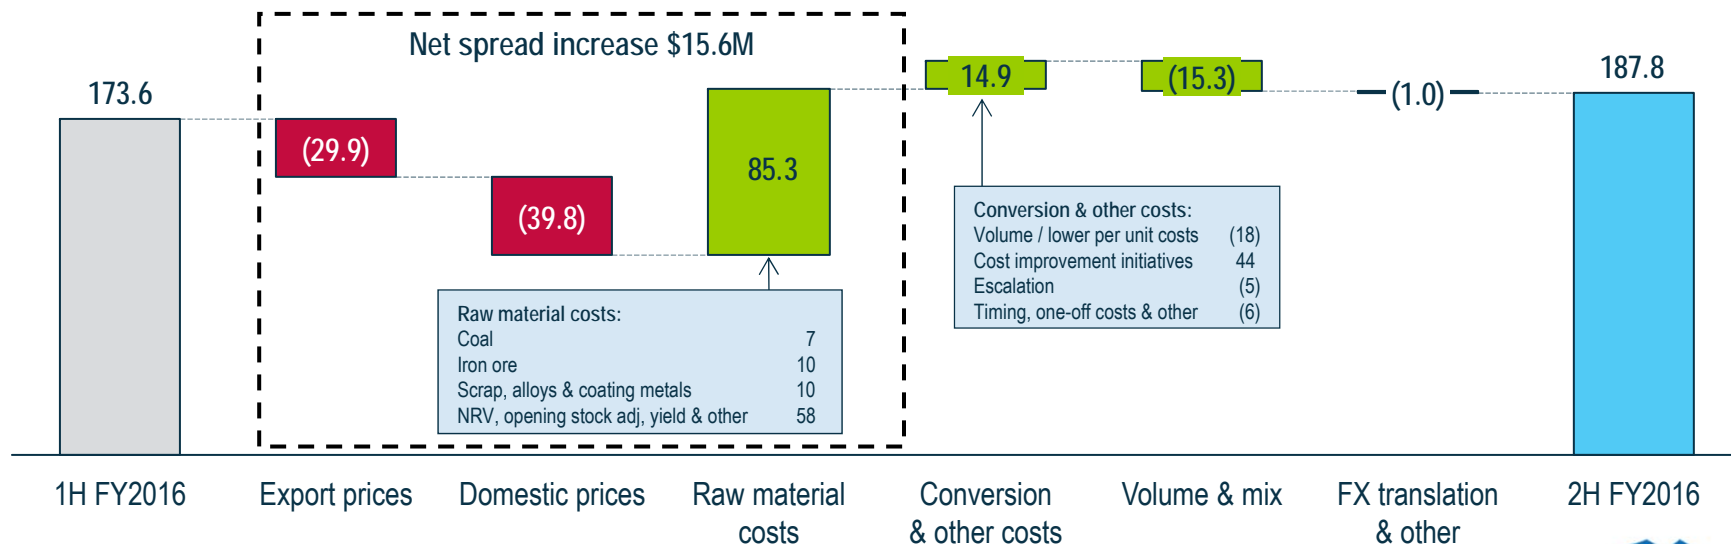 Net spread increase $15.6M
173.6
(29.9)
(39.8)
85.3
14.9
(15.3)
(1.0)
187.8
Raw material costs:
Coal 7
Iron ore 10
Scrap, alloys & coating metals 10
NRV, opening stock adj, yield & other 58
Conversion & other costs:
Volume / lower per unit costs (18)
Cost improvement initiatives 44
Escalation (5)
Timing, one-off costs & other (6)
1H FY2016
Export prices
Domestic prices
Raw material
costs
Conversion
& other costs
Volume & mix
FX translation
& other
2H FY2016